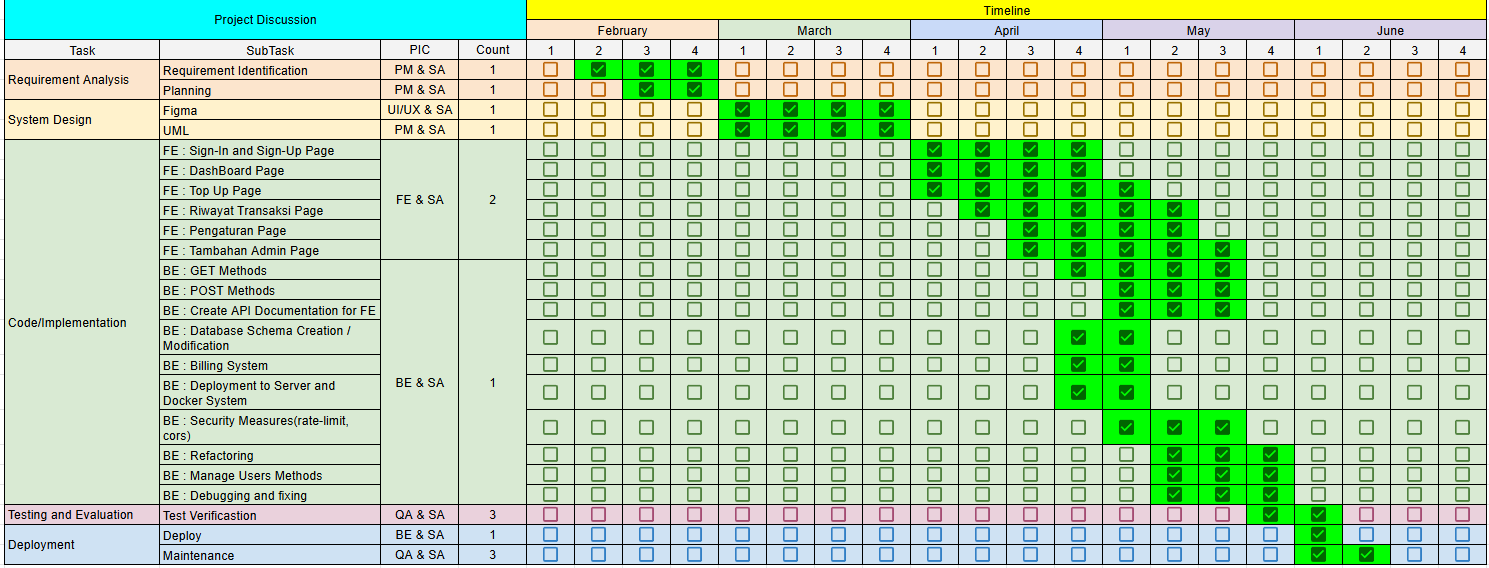 Project Discussion
Timeline
February March April May June
Task SubTask PIC Count 1 2 3 4 1 2 3 4 1 2 3 4 1 2 3 4 1 2 3 4
Requirement Analysis
Requirement Identification PM & SA 1
Planning PM & SA 1
System Design
Figma UI/UX & SA 1
UML PM & SA 1
Code/Implementation
FE : Sign-In and Sign-Up Page
FE : DashBoard Page
FE : Top Up Page
FE : Riwayat Transaksi Page
FE : Pengaturan Page
FE : Tambahan Admin Page
FE & SA 2
BE : GET Methods
BE : POST Methods
BE : Create API Documentation for FE
BE : Database Schema Creation /
Modification
BE : Billing System
BE : Deployment to Server and
Docker System
BE : Security Measures(rate-limit,
cors)
BE : Refactoring
BE : Manage Users Methods
BE : Debugging and fixing
BE & SA 1
Testing and Evaluation Test Verificastion QA & SA 3
Deployment
Deploy BE & SA 1
Maintenance QA & SA 3